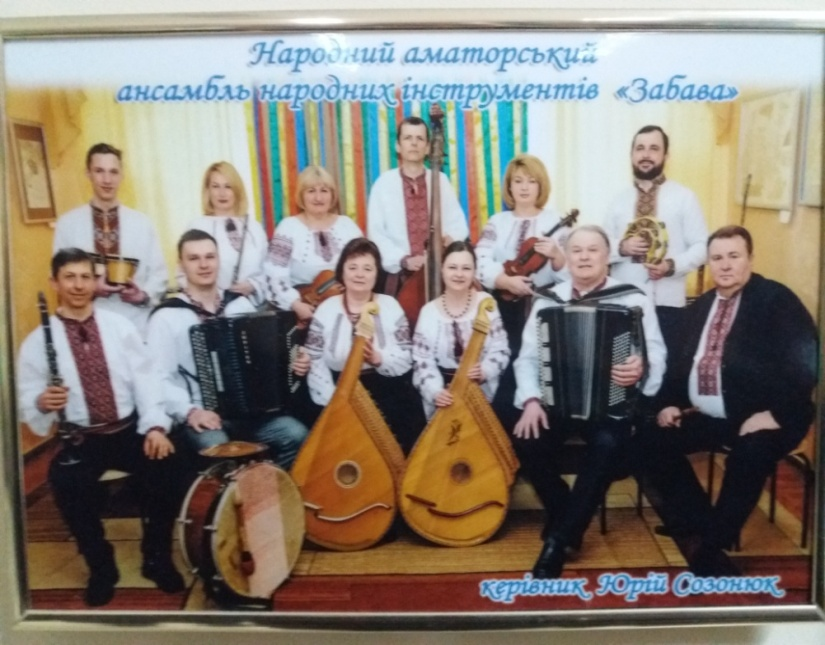 Народний аматорський
ансамбль народних інструментів «Забава»
керівник Юрій Созонюк